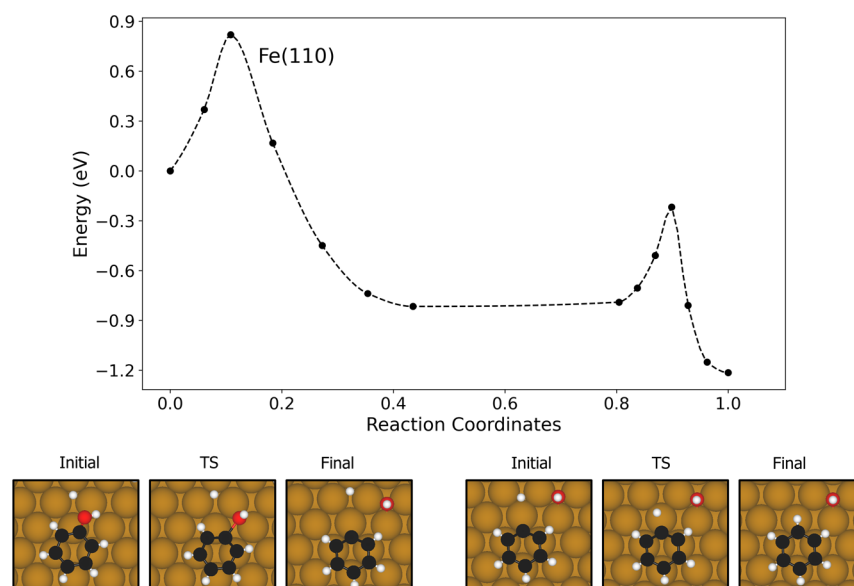 0.9
0.6
0.3
0.0
−0.3
−0.6
−0.9
−1.2
Energy (eV)
Fe(110)
0.0 0.2 0.4 0.6 0.8 1.0
Reaction Coordinates
Initial TS Final Initial TS Final